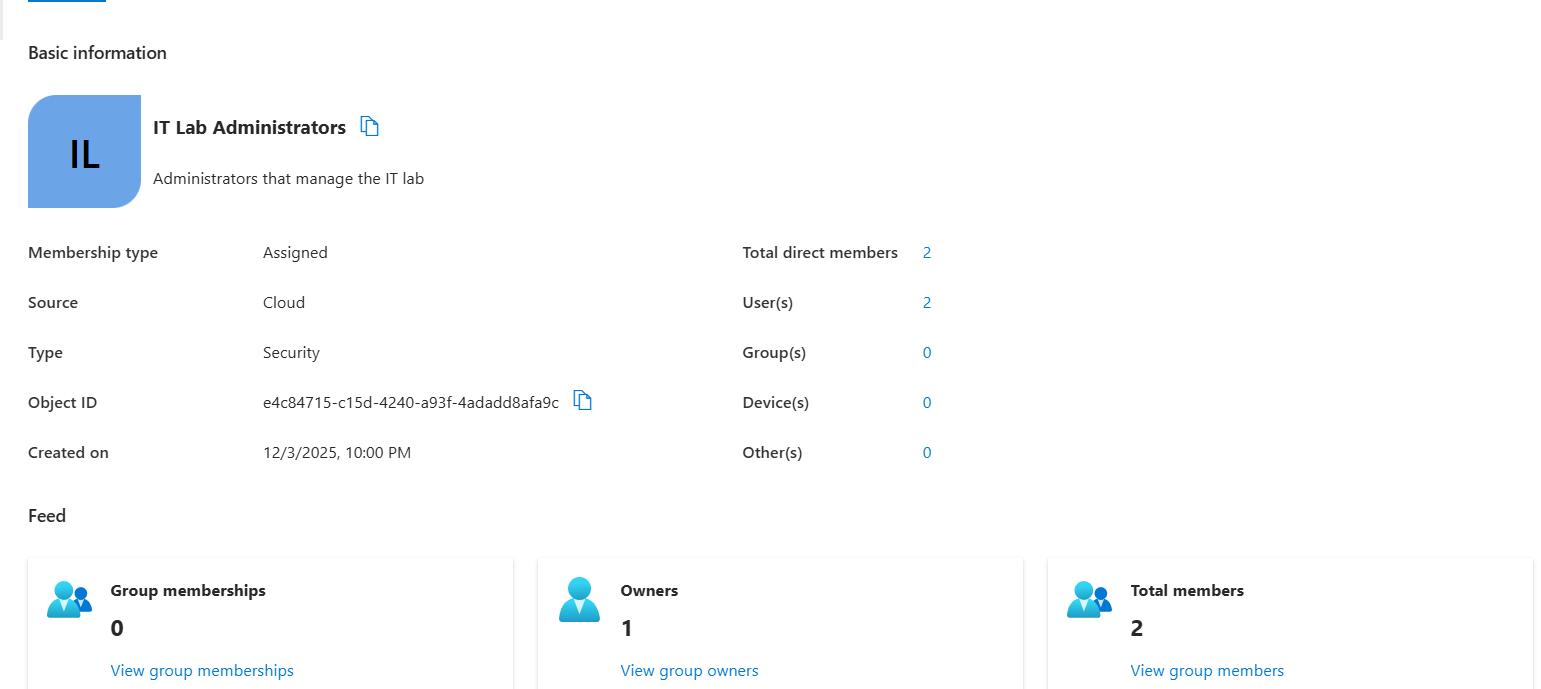 Basic information
IL
IT Lab Administrators
Administrators that manage the IT lab
Membership type Assigned Total direct members 2
Source Cloud User(s) 2
Type Security Group(s) 0
Object ID e4c84715-c15d-4240-a93f-4adadd8afa9c Device(s) 0
Created on 12/3/2025, 10:00 PM Other(s) 0
Feed
Group memberships Owners Total members
0 1 2
View group memberships View group owners View group members